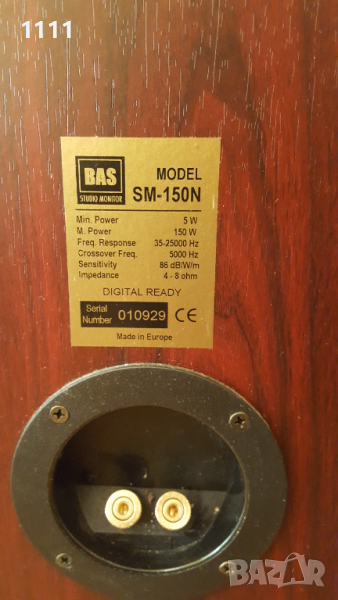 1111
BAS
STUDIO MONITOR
MODEL
SM-150N
Min. Power 5 W
M. Power 150 W
Freq. Response 35-25000 Hz
Crossover Freq. 5000 Hz
Sensitivity 86 dB/W/m
Impedance 4 - 8 ohm
DIGITAL READY
Serial Number 010929 CE
Made in Europe
BAZAR